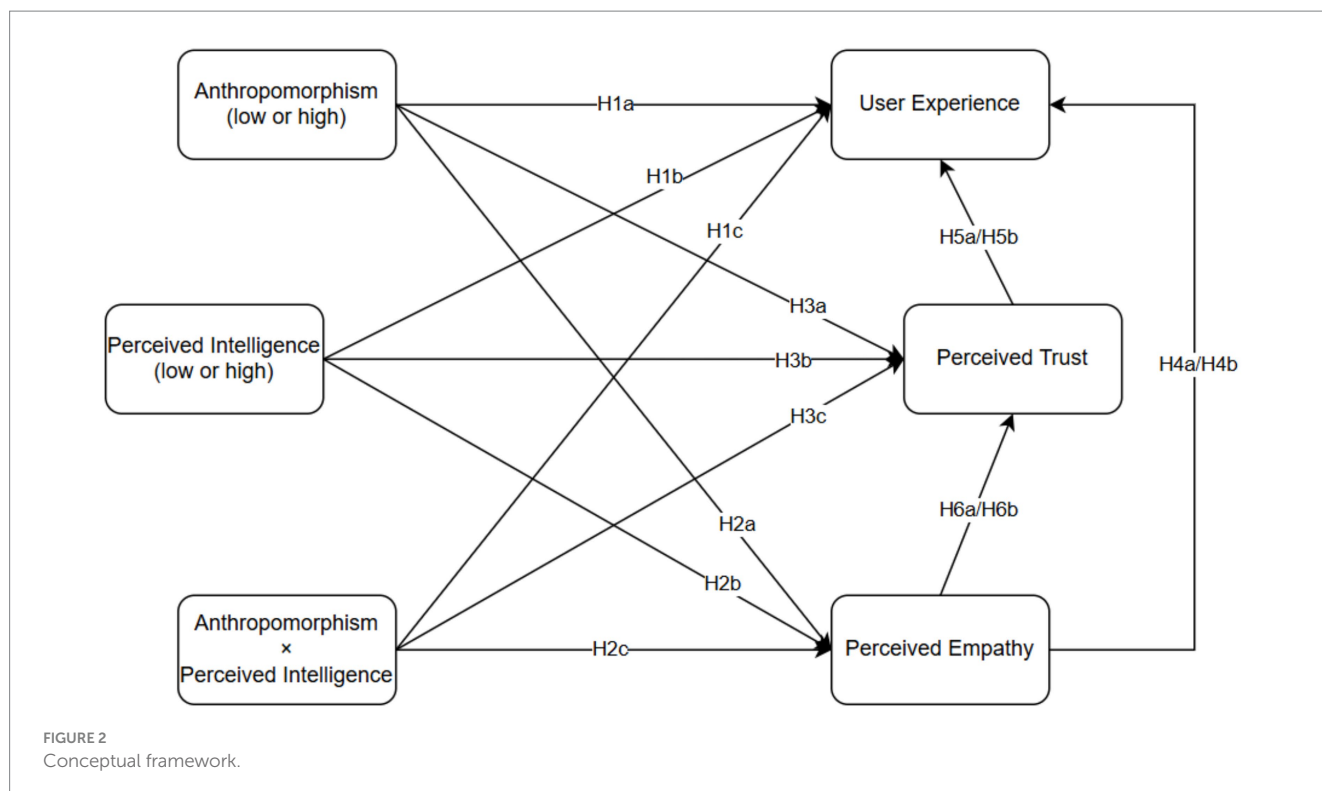 Anthropomorphism
(low or high)
H1a
User Experience
H1b
H1c
H5a/H5b
H3a
Perceived Intelligence
(low or high)
H3b
Perceived Trust
H4a/H4b
H3c
H6a/H6b
H2a
H2b
Anthropomorphism
×
Perceived Intelligence
H2c
Perceived Empathy
FIGURE 2
Conceptual framework.